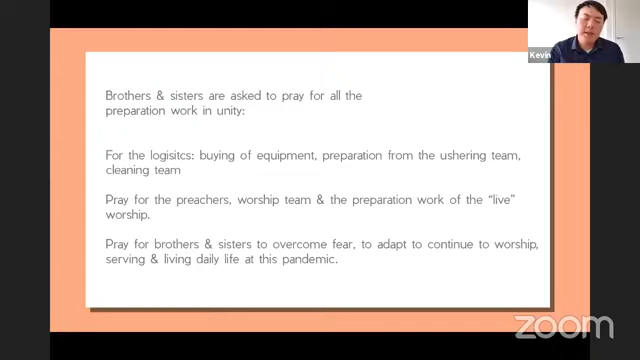 Kevin
Brothers & sisters are asked to pray for all the
preparation work in unity:
For the logisitcs: buying of equipment, preparation from the ushering team,
cleaning team
Pray for the preachers, worship team & the preparation work of the “live”
worship.
Pray for brothers & sisters to overcome fear, to adapt to continue to worship,
serving & living daily life at this pandemic.
zoom